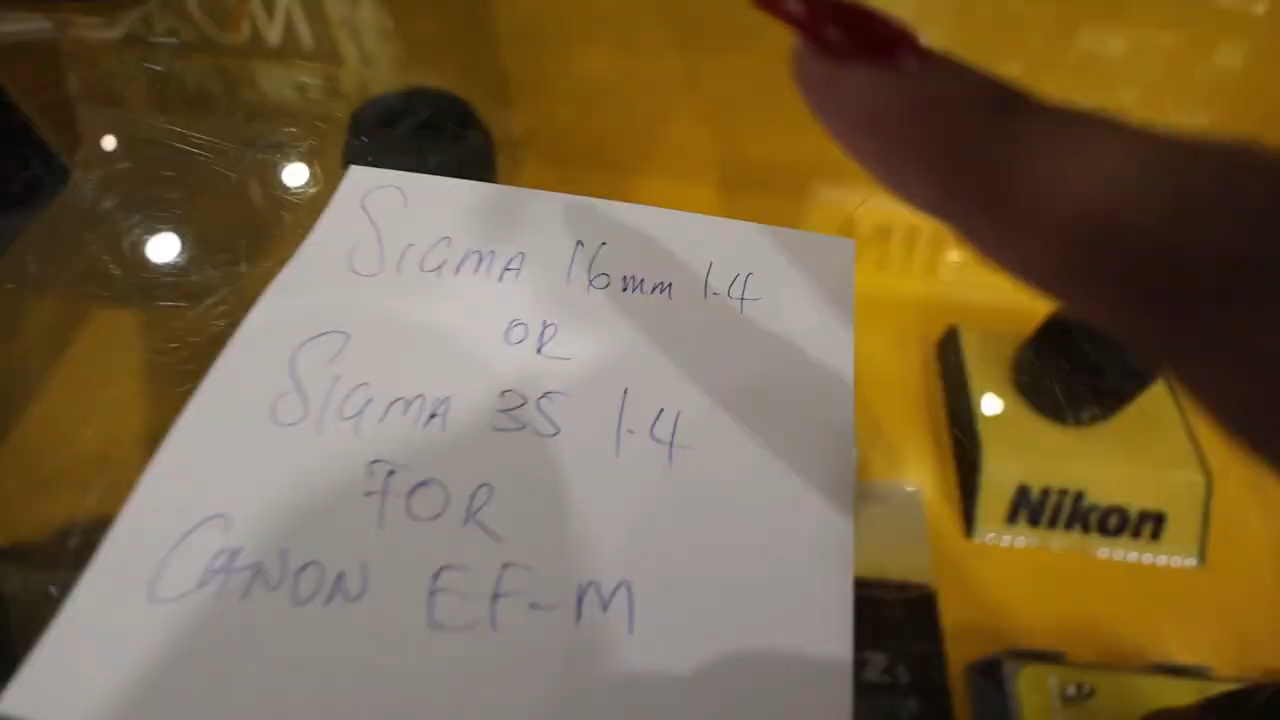 SIGMA 16mm 1.4
OR
SIGMA 35 1.4
FOR
CANON EF-M
Nikon